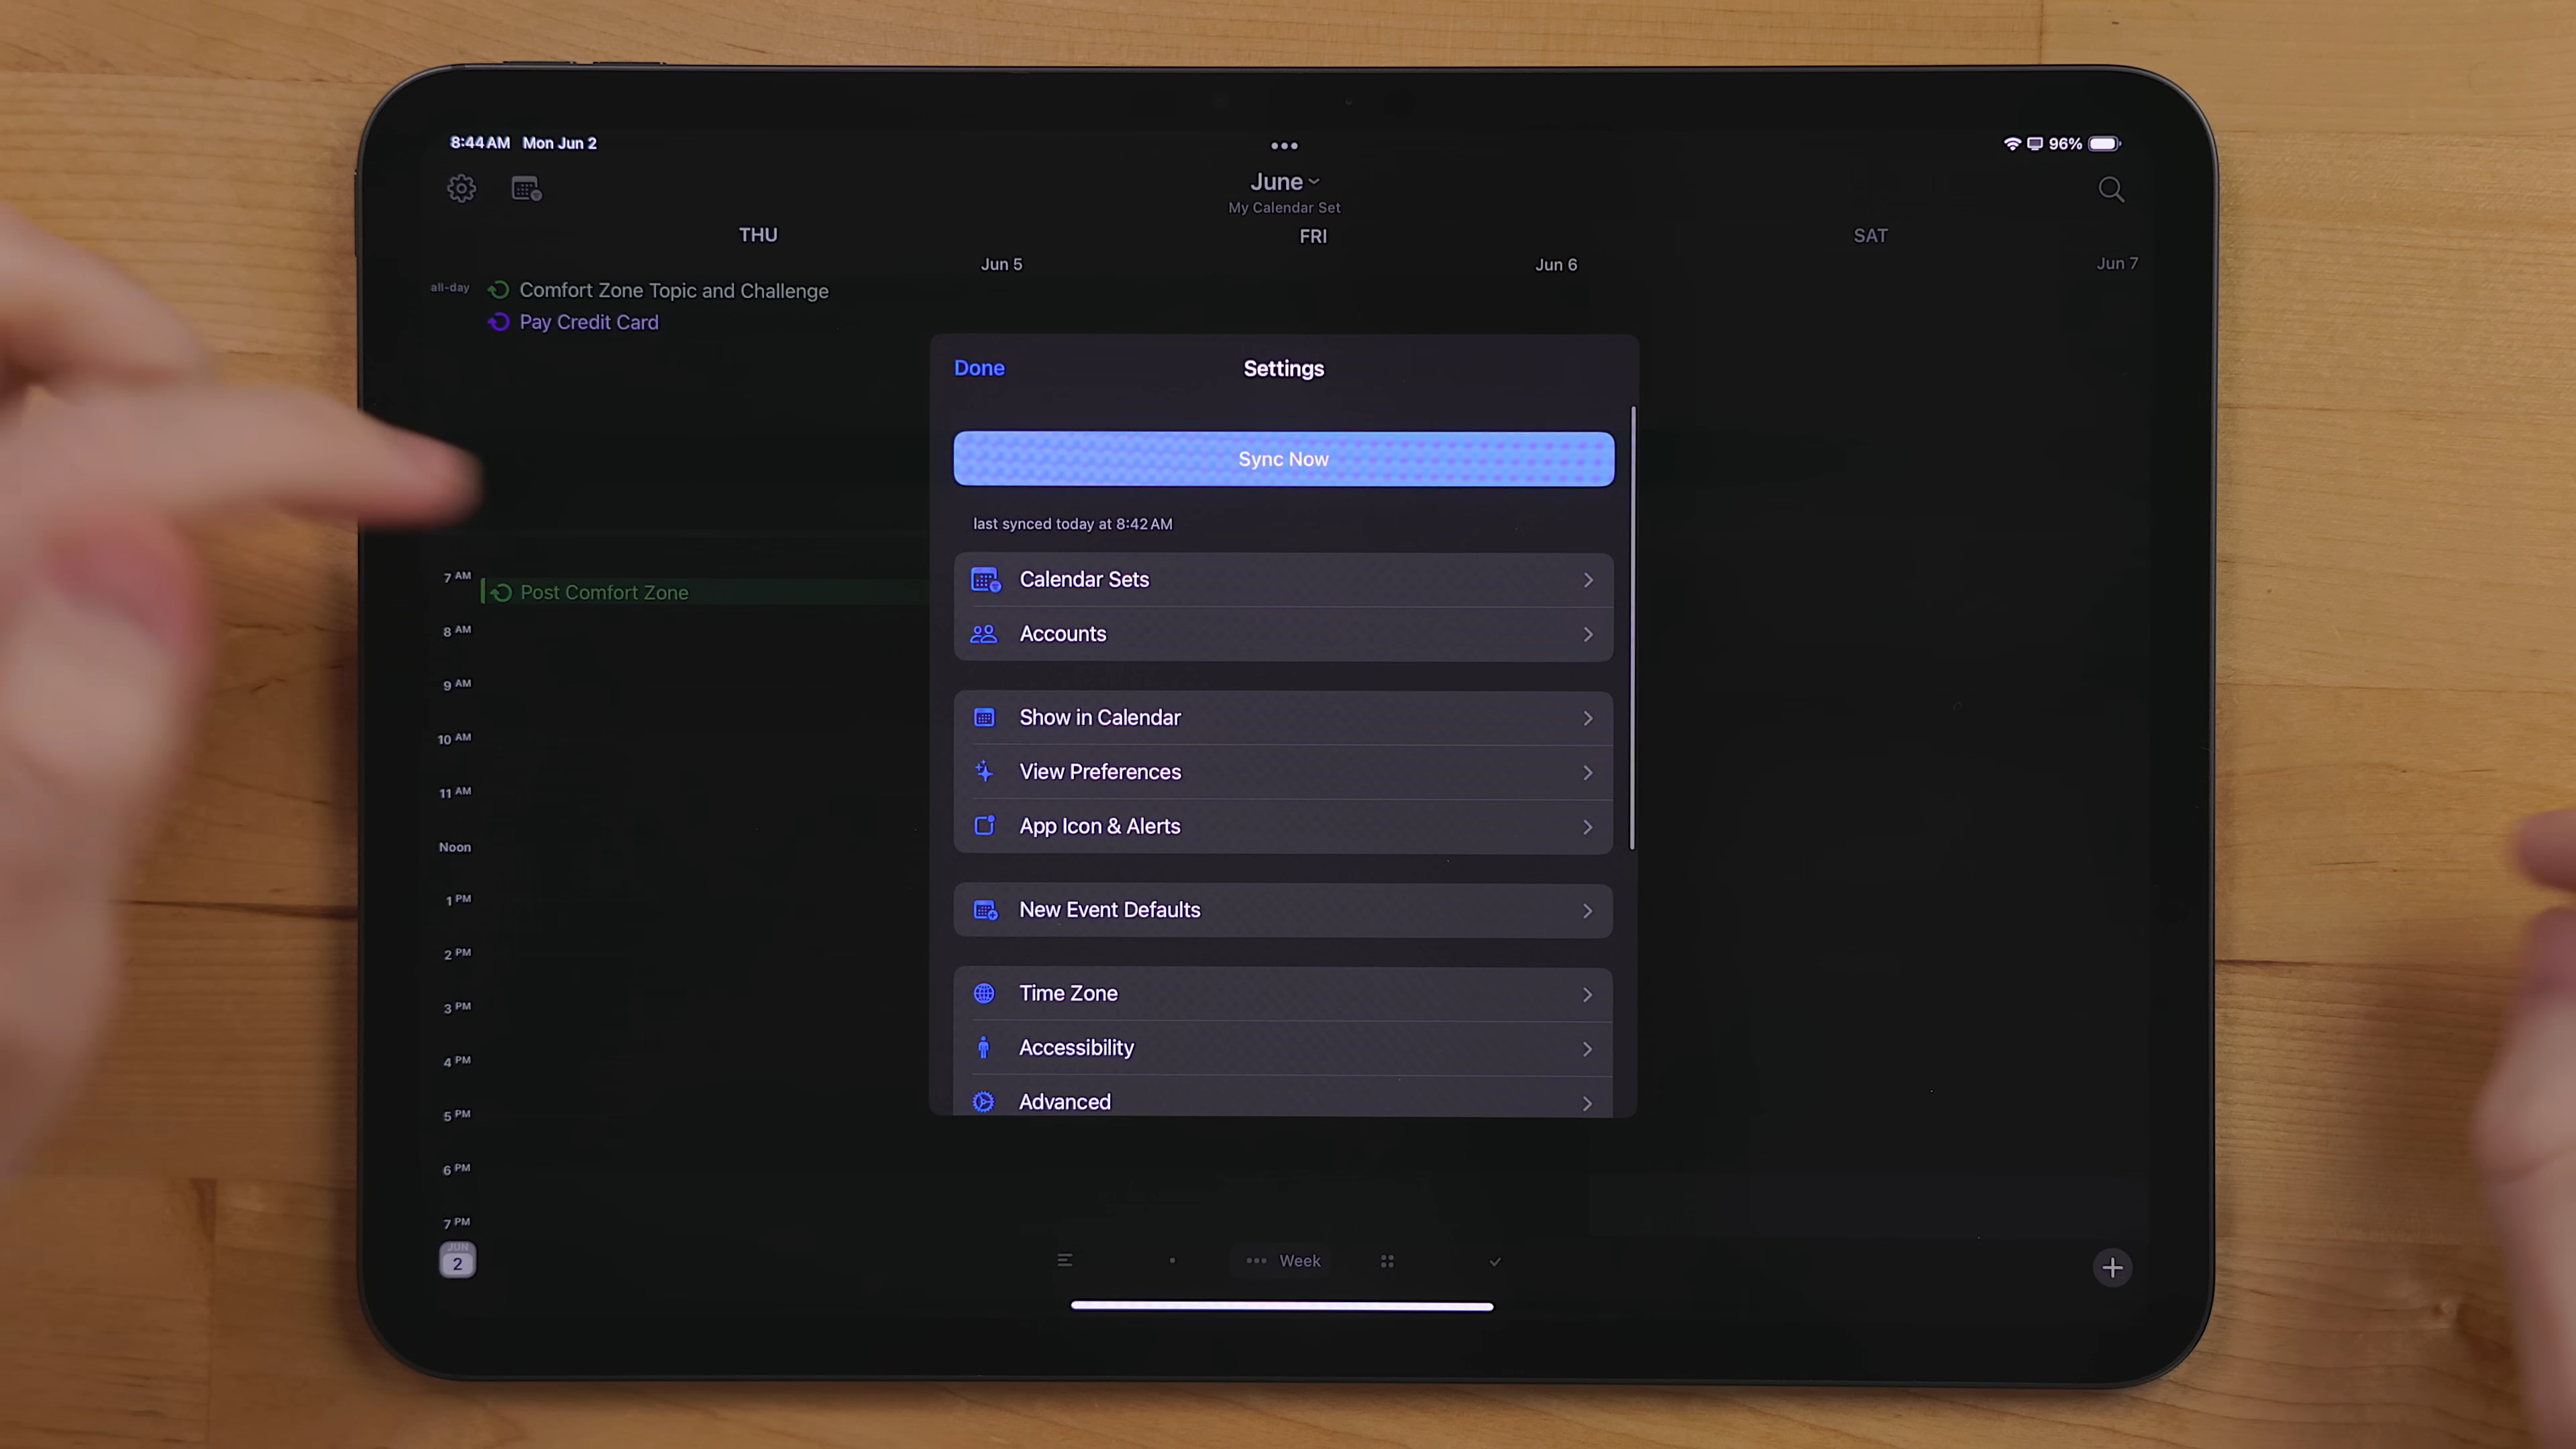 8:44 AM Mon Jun 2
96%
June
My Calendar Set
THU
FRI
SAT
Jun 5
Jun 6
Jun 7
all-day
Comfort Zone Topic and Challenge
Pay Credit Card
Done
Settings
Sync Now
last synced today at 8:42 AM
Calendar Sets
Accounts
Show in Calendar
View Preferences
App Icon & Alerts
New Event Defaults
Time Zone
Accessibility
Advanced
7 AM
Post Comfort Zone
8 AM
9 AM
10 AM
11 AM
Noon
1 PM
2 PM
3 PM
4 PM
5 PM
6 PM
7 PM
JUN
2
Week